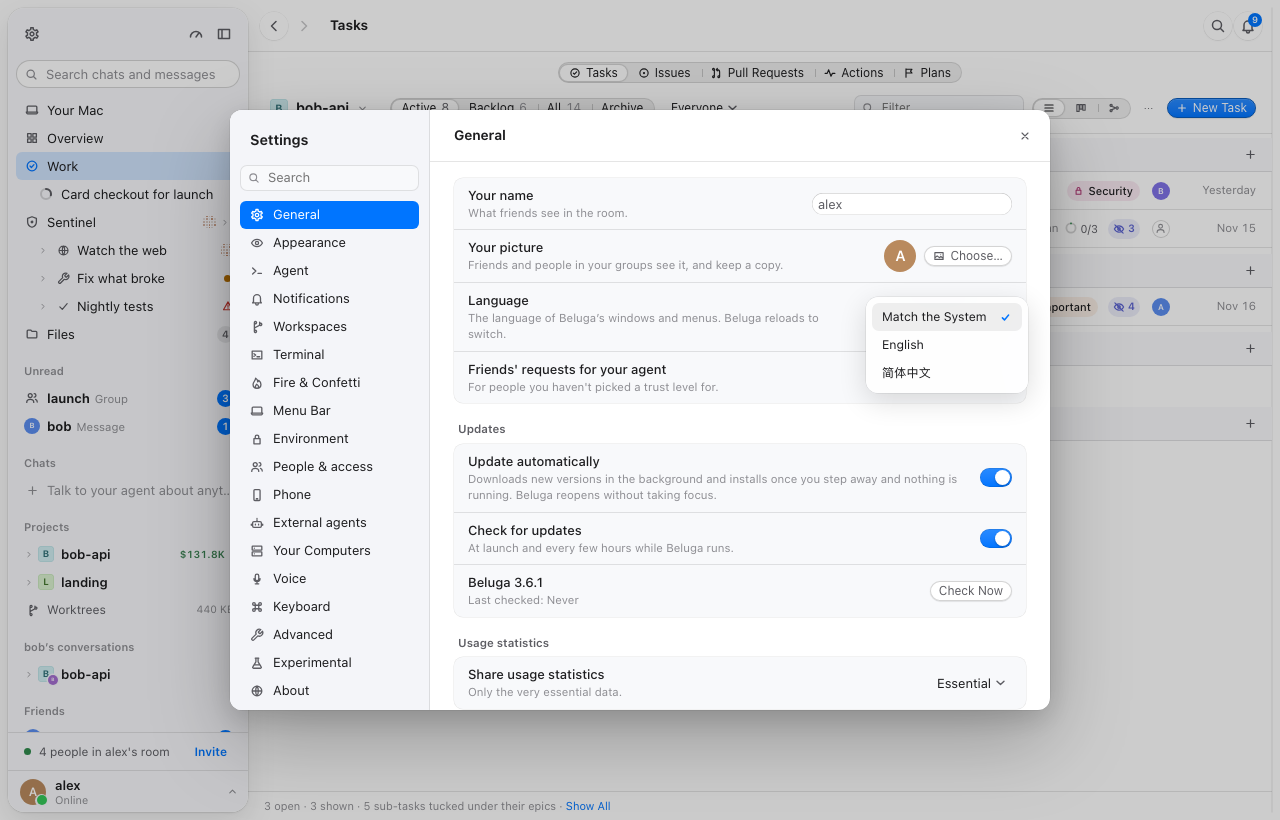 Tasks
9
Search chats and messages
Tasks
Issues
Pull Requests
Actions
Plans
Your Mac
Overview
Work
Card checkout for launch
Sentinel
Watch the web
Fix what broke
Nightly tests
Files
4
Unread
launch Group
3
B
bob Message
1
Chats
Talk to your agent about anyt...
Projects
B
bob-api
$131.8K
L
landing
Worktrees
440 KB
bob's conversations
B
bob-api
Friends
4 people in alex's room
Invite
A
alex
Online
B
bob-api
Active 8
Backlog 6
All 14
Archive
Everyone
Filter
New Task
Security
B
Yesterday
0/3
3
Nov 15
4
A
Nov 16
3 open · 3 shown · 5 sub-tasks tucked under their epics · Show All
Settings
Search
General
Appearance
Agent
Notifications
Workspaces
Terminal
Fire & Confetti
Menu Bar
Environment
People & access
Phone
External agents
Your Computers
Voice
Keyboard
Advanced
Experimental
About
General
Your name
What friends see in the room.
alex
Your picture
Friends and people in your groups see it, and keep a copy.
A
Choose...
Language
The language of Beluga's windows and menus. Beluga reloads to
switch.
Match the System
English
简体中文
Friends' requests for your agent
For people you haven't picked a trust level for.
Updates
Update automatically
Downloads new versions in the background and installs once you step away and nothing is
running. Beluga reopens without taking focus.
Check for updates
At launch and every few hours while Beluga runs.
Beluga 3.6.1
Last checked: Never
Check Now
Usage statistics
Share usage statistics
Only the very essential data.
Essential